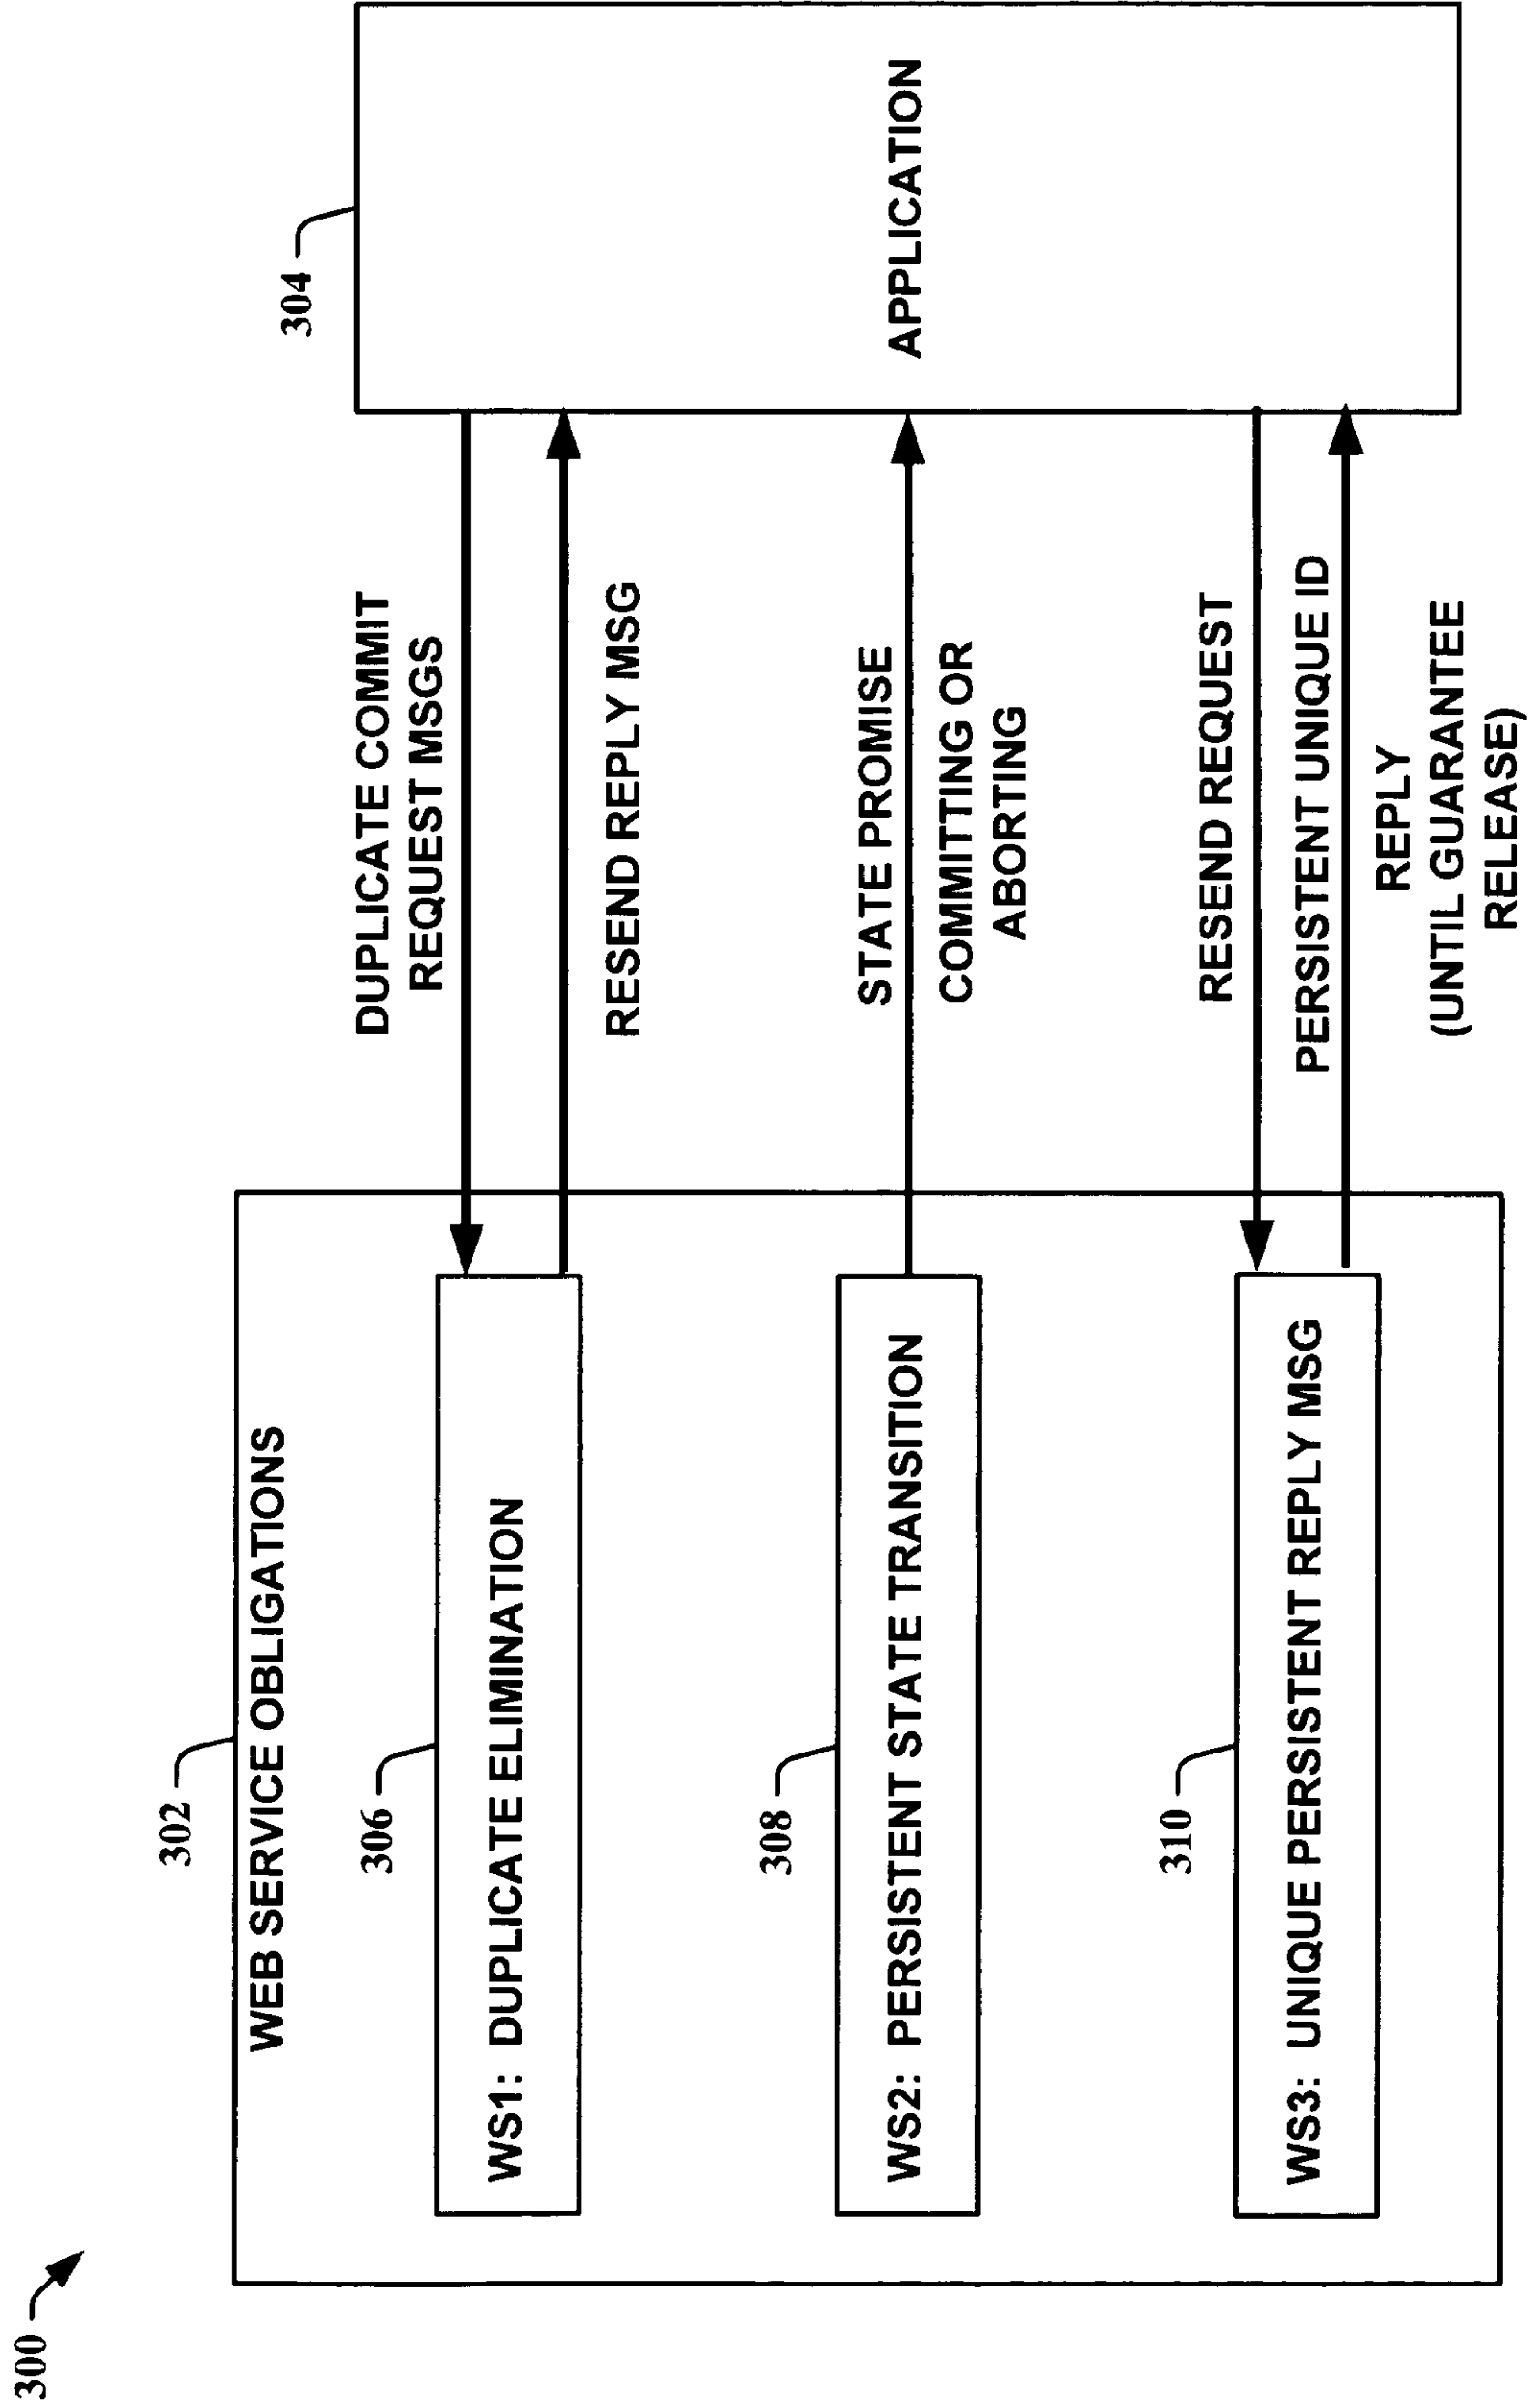 300
302
WEB SERVICE OBLIGATIONS
306
WS1: DUPLICATE ELIMINATION
308
WS2: PERSISTENT STATE TRANSITION
310
WS3: UNIQUE PERSISTENT REPLY MSG
DUPLICATE COMMIT
REQUEST MSGS
RESEND REPLY MSG
STATE PROMISE
COMMITTING OR
ABORTING
RESEND REQUEST
PERSISTENT UNIQUE ID
REPLY
(UNTIL GUARANTEE
RELEASE)
304
APPLICATION